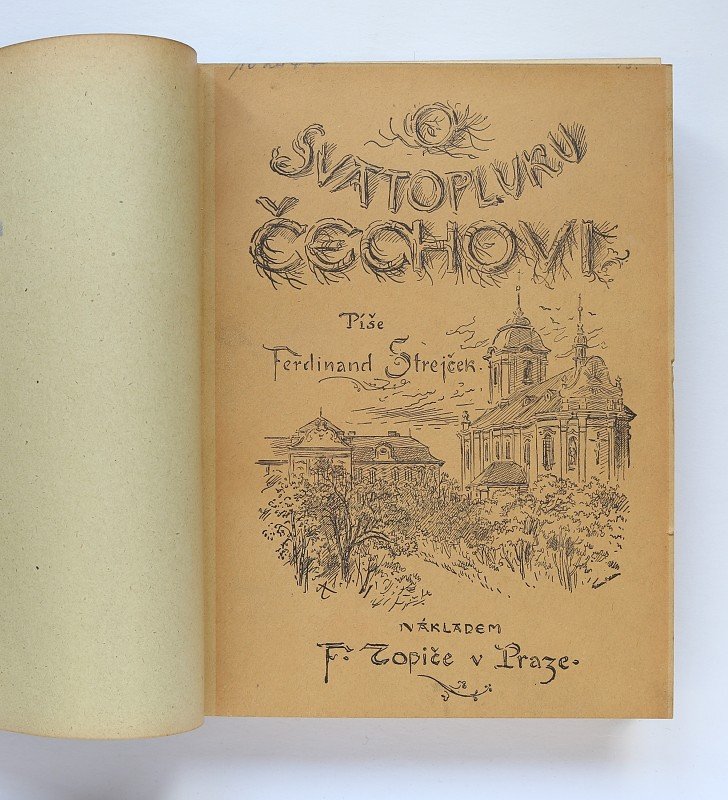 O
SVATOPLUKU
ČECHOVI.
Píše
Ferdinand Strejček.
NÁKLADEM
F. Topiče v Praze.